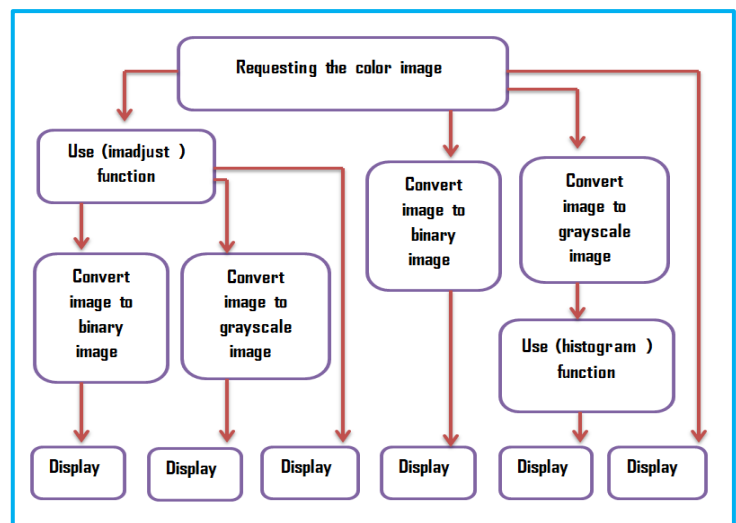 Requesting the color image
Use (imadjust )
function
Convert
image to
binary
image
Convert
image to
grayscale
image
Convert
image to
binary
image
Convert
image to
grayscale
image
Use (histogram )
function
Display
Display
Display
Display
Display
Display